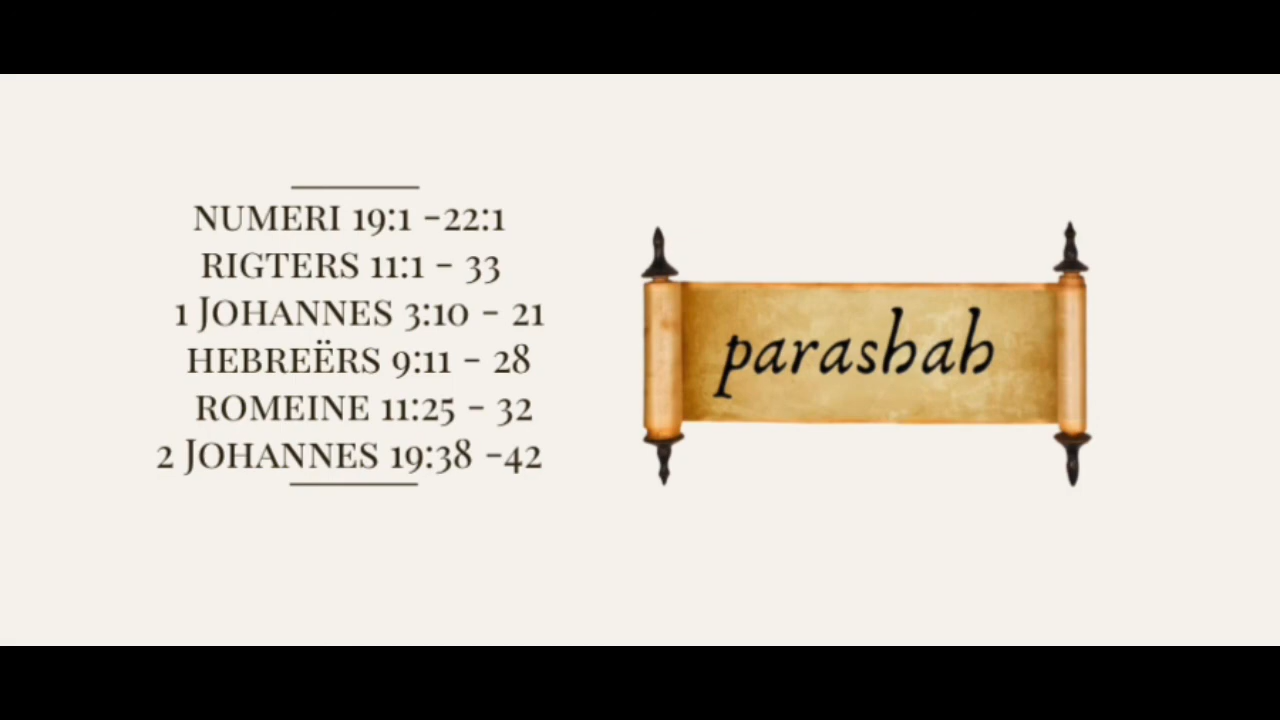 NUMERI 19:1 -22:1
RIGTERS 11:1 - 33
1 JOHANNES 3:10 - 21
HEBREËRS 9:11 - 28
ROMEINE 11:25 - 32
2 JOHANNES 19:38 -42
parashah